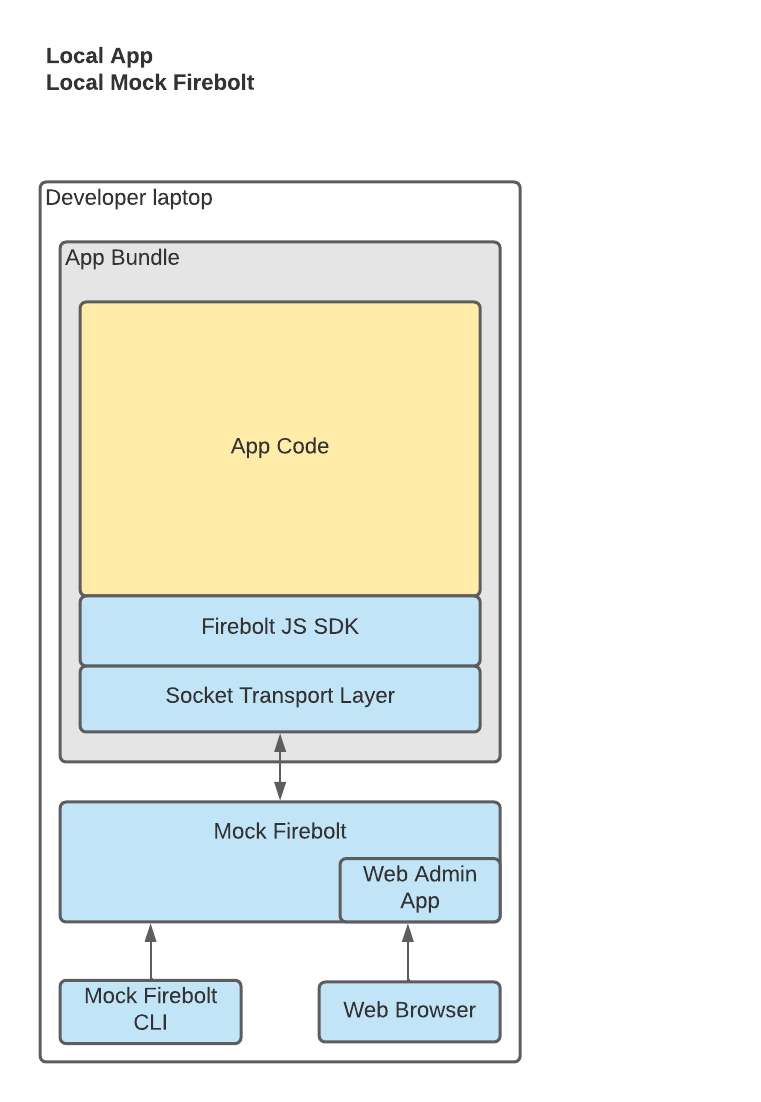 Local App
Local Mock Firebolt
Developer laptop
App Bundle
App Code
Firebolt JS SDK
Socket Transport Layer
Mock Firebolt
Web Admin
App
Mock Firebolt
CLI
Web Browser